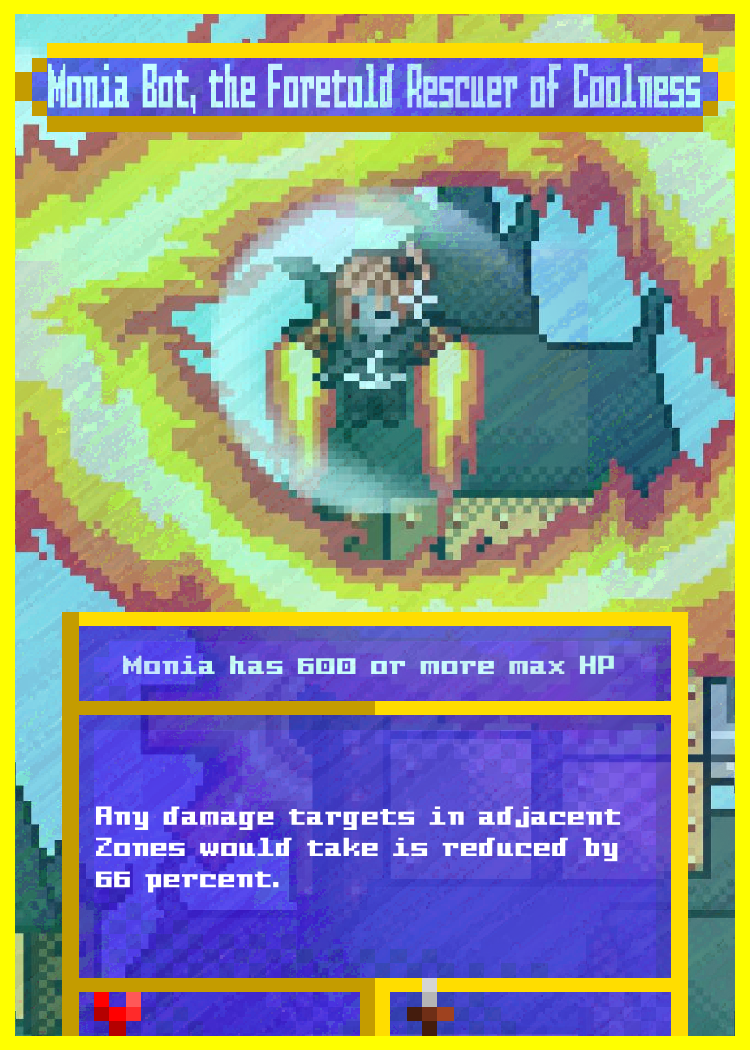 Monia Bot, the Foretold Rescuer of Coolness
Monia has 600 or more max HP
Any damage targets in adjacent
Zones would take is reduced by
66 percent.